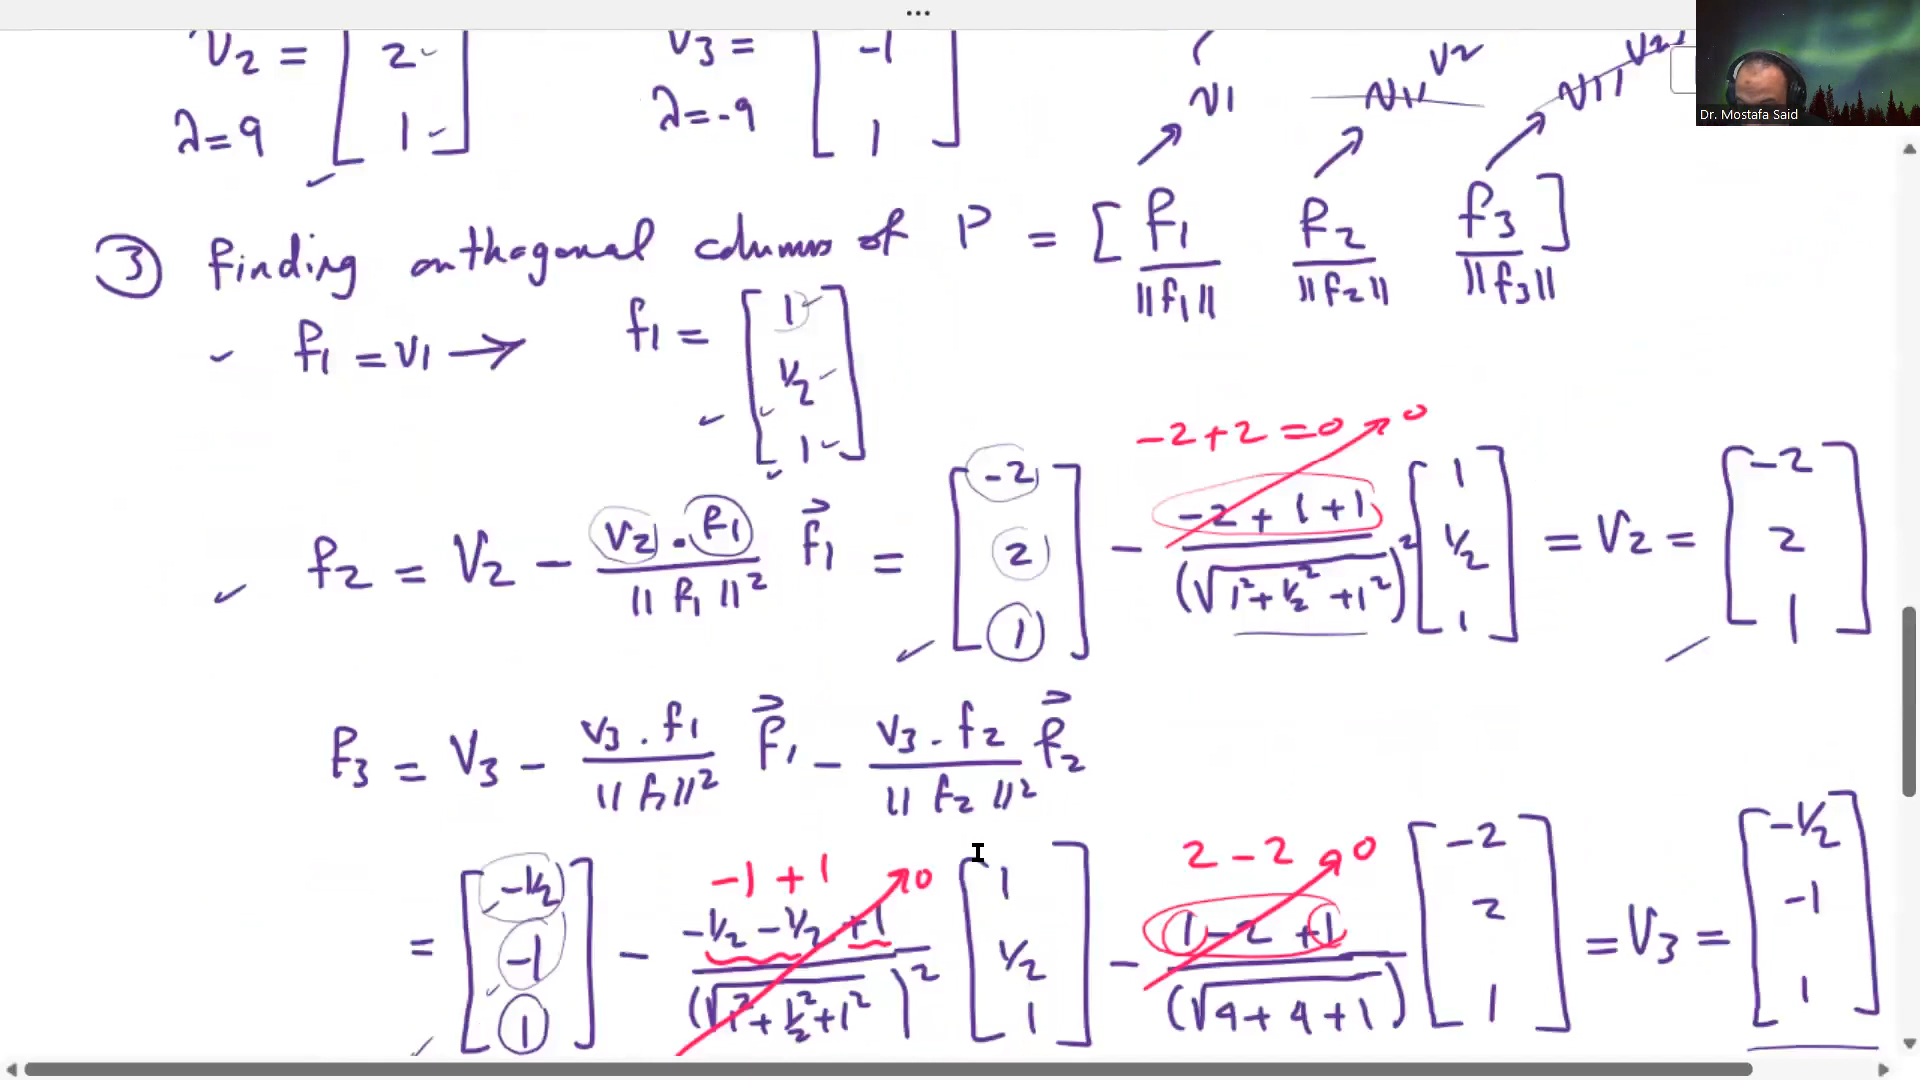 V2 = [ 2 1 ] V3 = [ -1 1 ]
λ=9 λ=-9
V1 V2
Dr. Mostafa Said
③ Finding orthagonal columns of P = [ f1/||f1|| f2/||f2|| f3/||f3|| ]
f1 = V1 → f1 = [ 1 1/2 1 ]
-2+2=0 0
f2 = V2 - (V2 . f1)/(||f1||²) f1 = [ -2 2 1 ] - (-2+1+1)/(√1²+1/2²+1²)² [ 1 1/2 1 ] = V2 = [ -2 2 1 ]
f3 = V3 - (V3 . f1)/(||f1||²) f1 - (V3 . f2)/(||f2||²) f2
-1+1 0 2-2 0
= [ -1/2 -1 1 ] - (-1/2 -1/2 +1)/(√1²+1/2²+1²)² [ 1 1/2 1 ] - (1-2+1)/(√4+4+1) [ -2 2 1 ] = V3 = [ -1/2 -1 1 ]